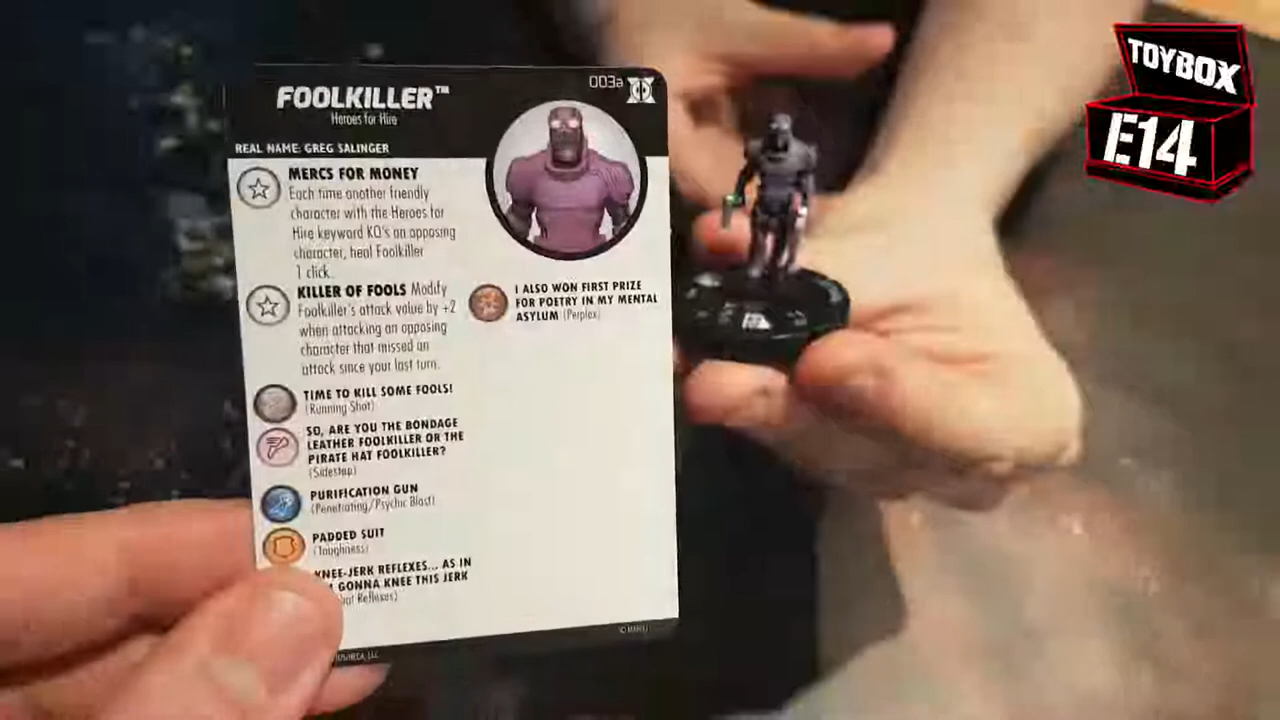 FOOLKILLER™
003a
Heroes for Hire
REAL NAME: GREG SALINGER
MERCS FOR MONEY
Each time another friendly
character with the Heroes for
Hire keyword KO's an opposing
character, heal Foolkiller
1 click.
KILLER OF FOOLS Modify
Foolkiller's attack value by +2
when attacking an opposing
character that missed an
attack since your last turn.
TIME TO KILL SOME FOOLS!
(Running Shot)
SO, ARE YOU THE BONDAGE
LEATHER FOOLKILLER OR THE
PIRATE HAT FOOLKILLER?
(Sidestep)
PURIFICATION GUN
(Penetrating/Psychic Blast)
PADDED SUIT
(Toughness)
KNEE-JERK REFLEXES... AS IN
GONNA KNEE THIS JERK
Reflexes)
I ALSO WON FIRST PRIZE
FOR POETRY IN MY MENTAL
ASYLUM (Perplex)
TOYBOX
E14